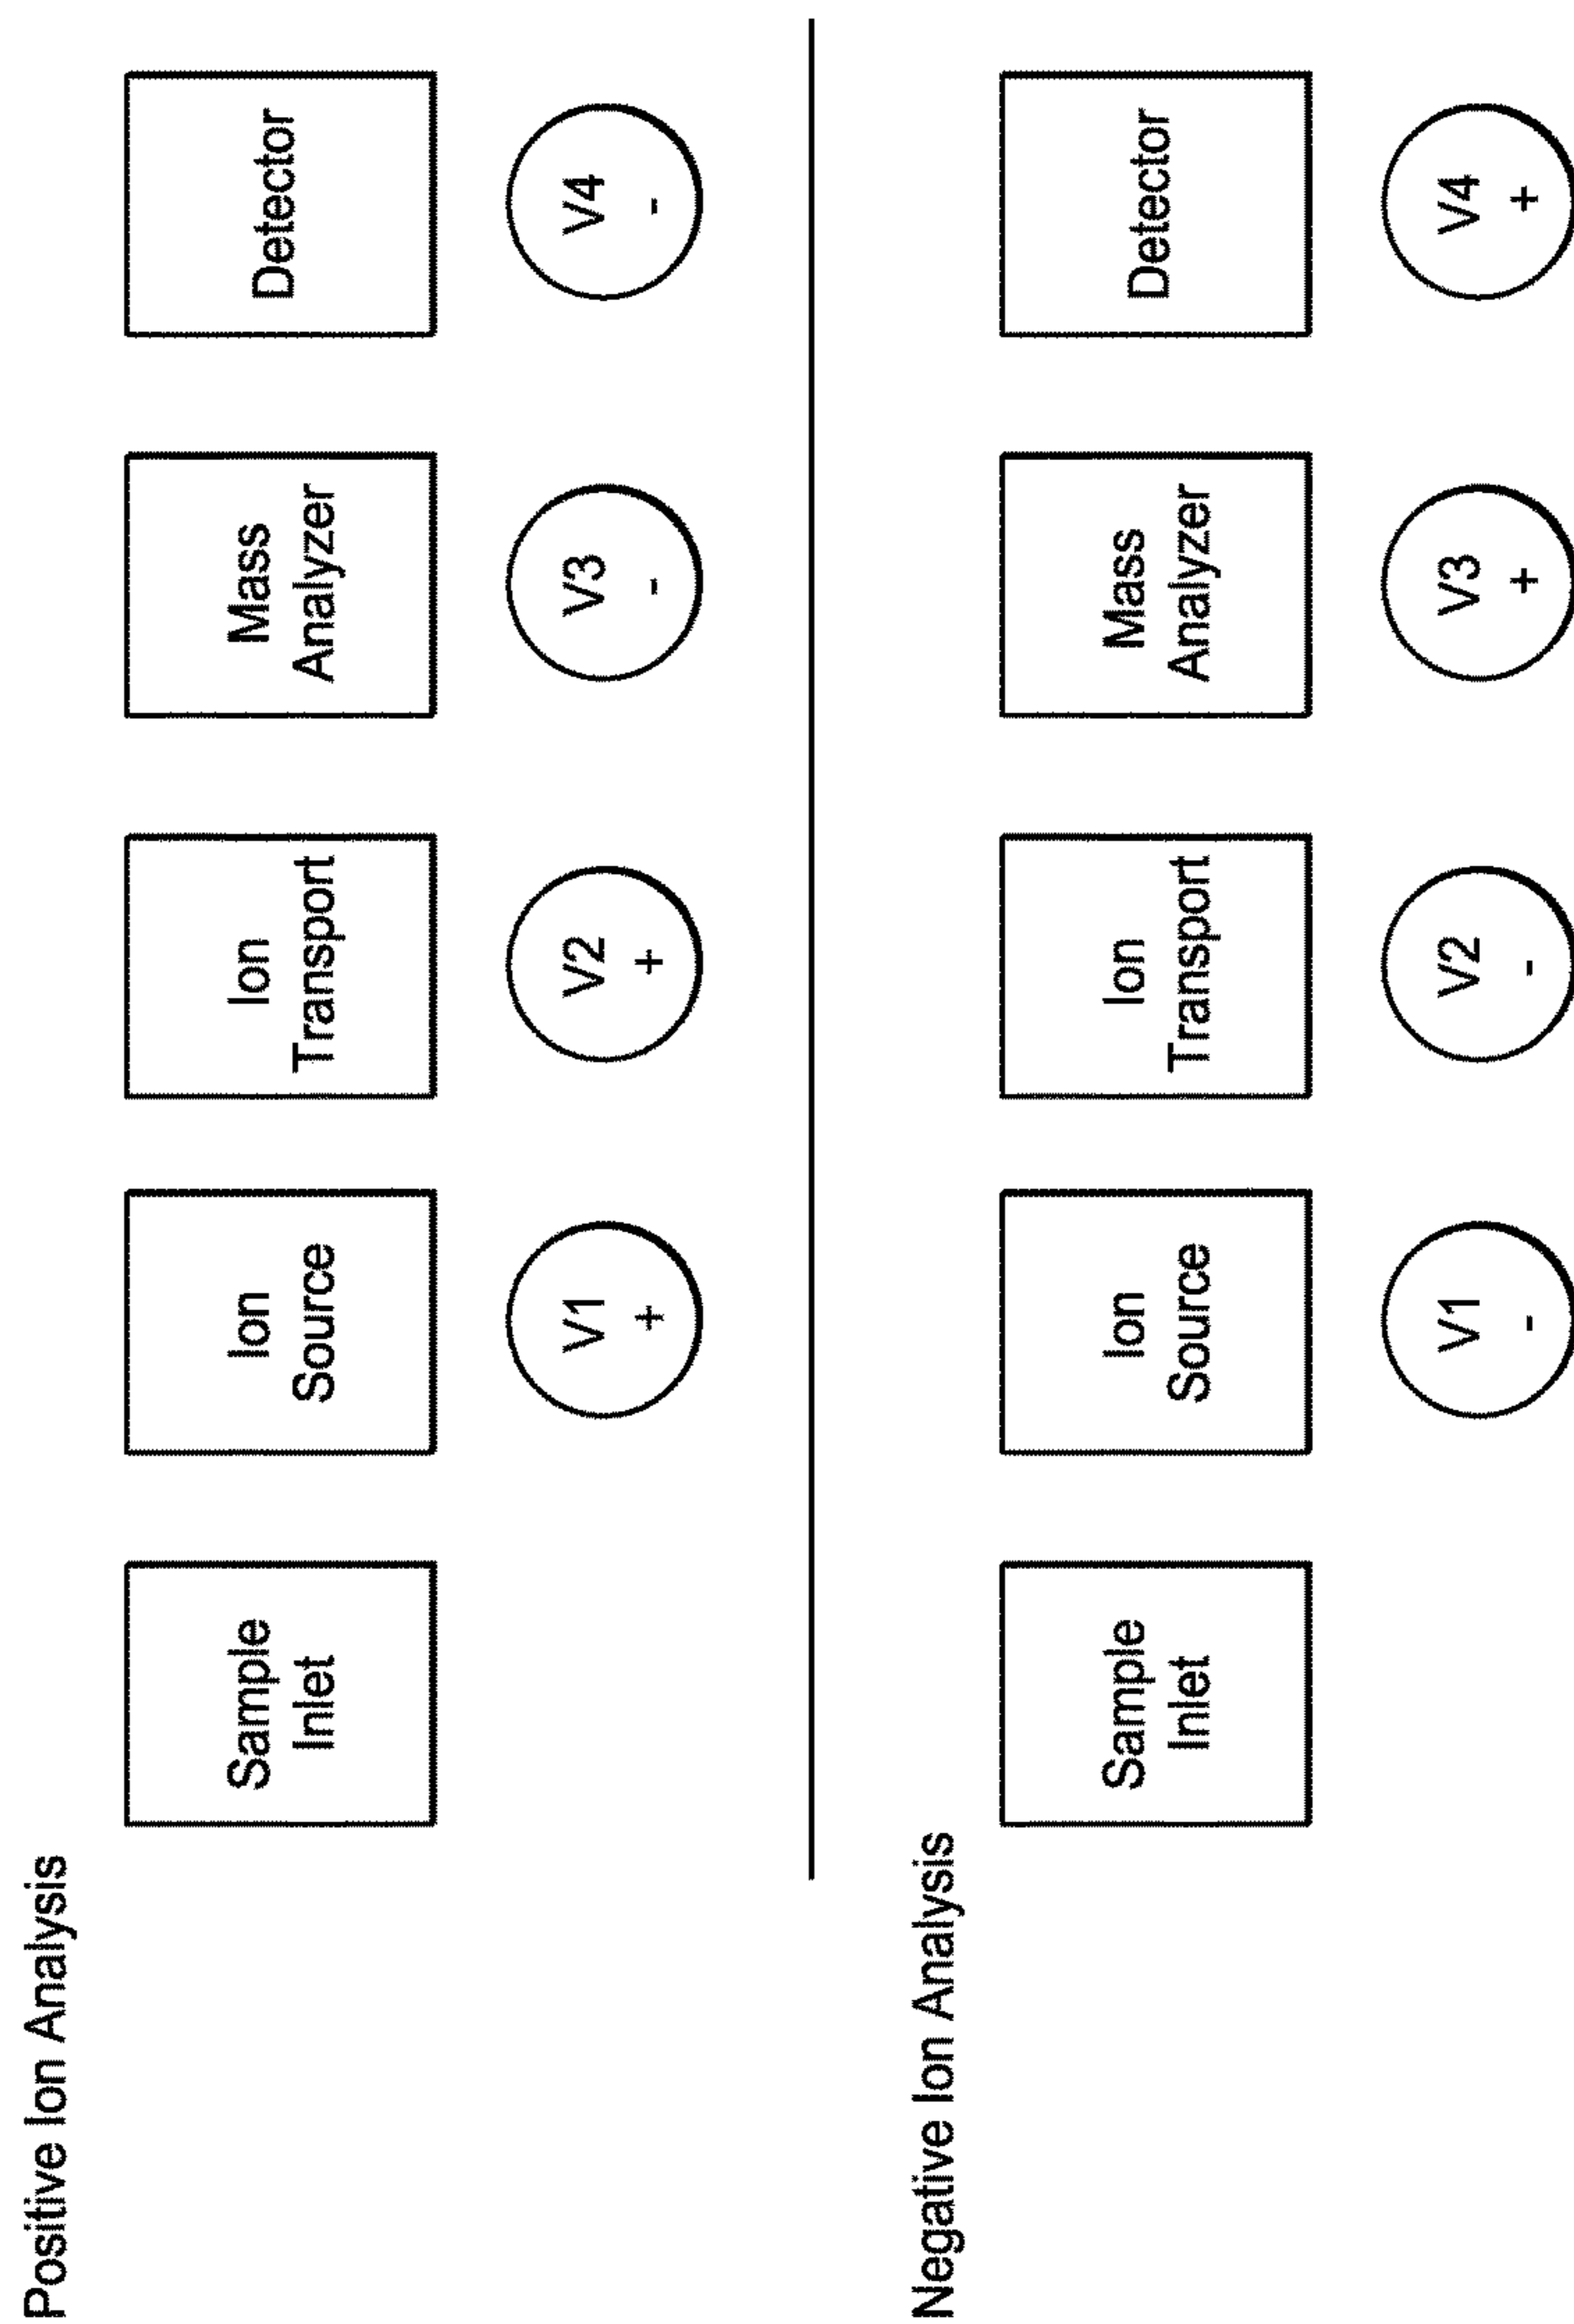 Positive Ion Analysis
Sample
Inlet
Ion
Source
Ion
Transport
Mass
Analyzer
Detector
V1
+
V2
+
V3
-
V4
-
Negative Ion Analysis
Sample
Inlet
Ion
Source
Ion
Transport
Mass
Analyzer
Detector
V1
-
V2
-
V3
+
V4
+